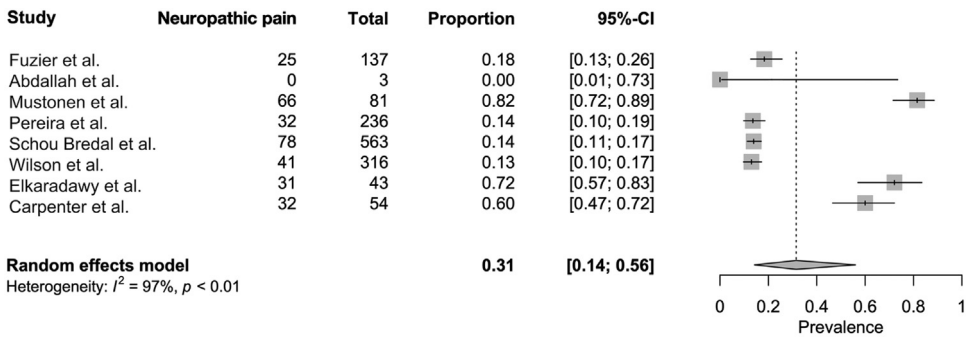 Study Neuropathic pain Total Proportion 95%-CI
Fuzier et al. 25 137 0.18 [0.13; 0.26]
Abdallah et al. 0 3 0.00 [0.01; 0.73]
Mustonen et al. 66 81 0.82 [0.72; 0.89]
Pereira et al. 32 236 0.14 [0.10; 0.19]
Schou Bredal et al. 78 563 0.14 [0.11; 0.17]
Wilson et al. 41 316 0.13 [0.10; 0.17]
Elkaradawy et al. 31 43 0.72 [0.57; 0.83]
Carpenter et al. 32 54 0.60 [0.47; 0.72]
Random effects model 0.31 [0.14; 0.56]
Heterogeneity: I² = 97%, p < 0.01
0 0.2 0.4 0.6 0.8 1
Prevalence